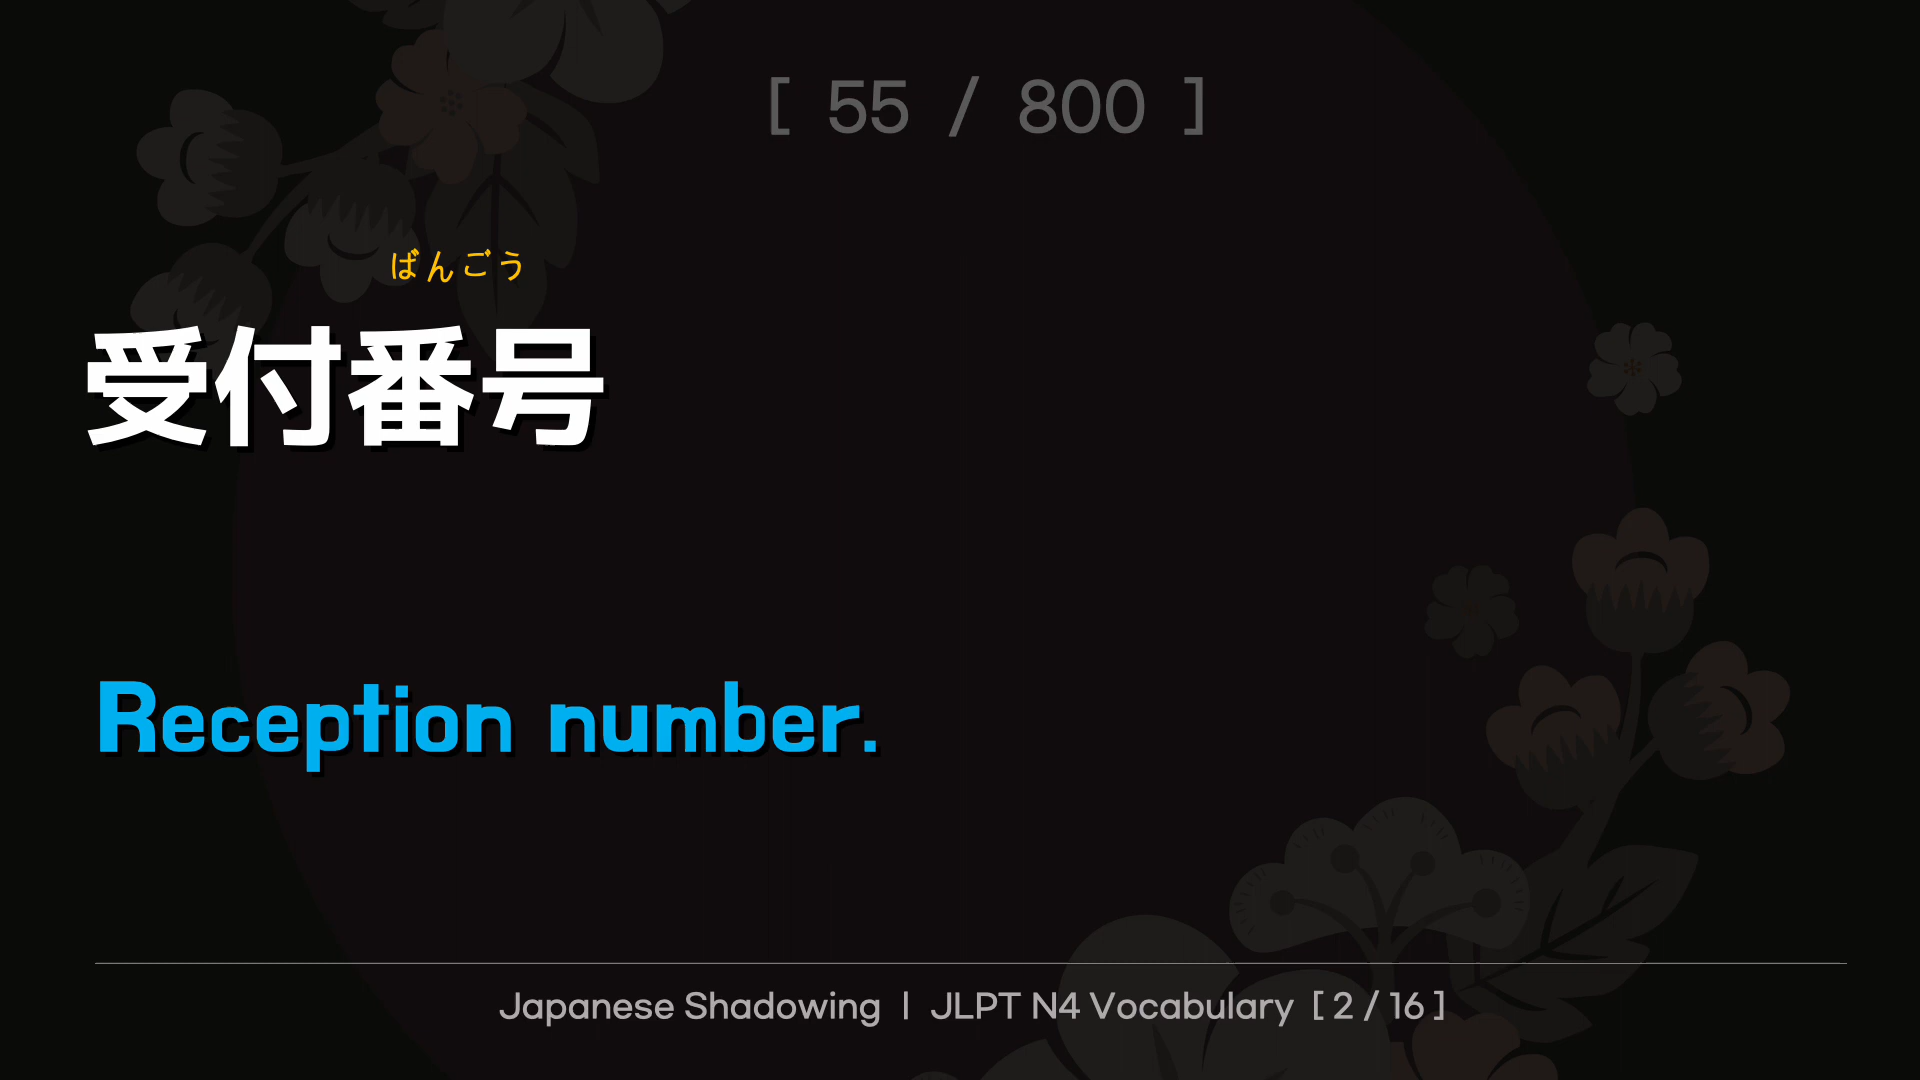 [ 55 / 800 ]
ばんごう
受付番号
Reception number.
Japanese Shadowing | JLPT N4 Vocabulary [ 2 / 16 ]